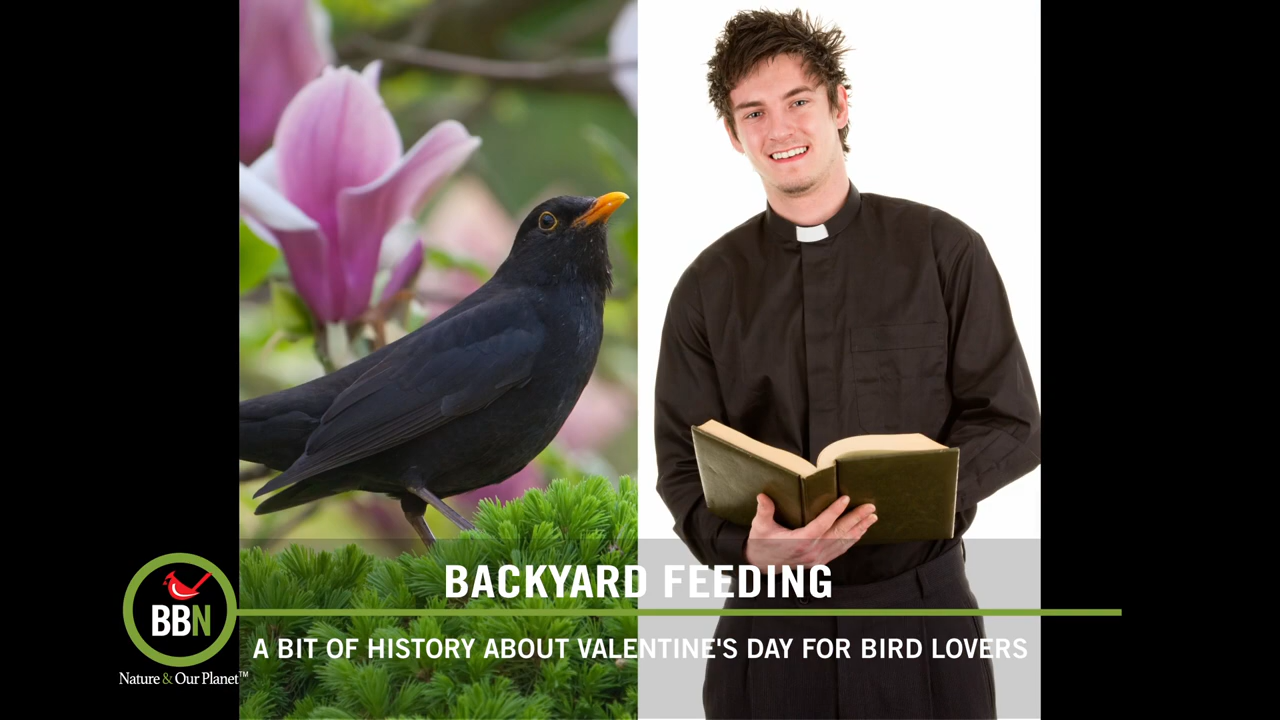 BACKYARD FEEDING
BBN
A BIT OF HISTORY ABOUT VALENTINE'S DAY FOR BIRD LOVERS
Nature & Our Planet™